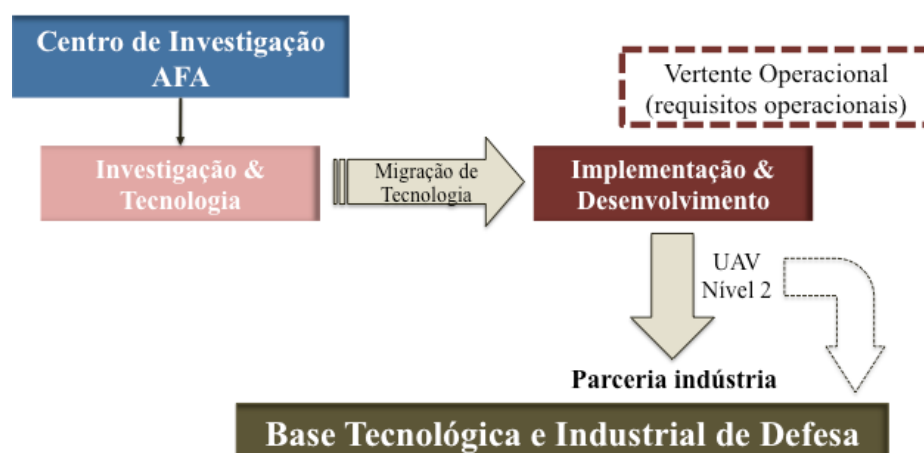 Centro de Investigação
AFA
Vertente Operacional
(requisitos operacionais)
Investigação &
Tecnologia
Migração de
Tecnologia
Implementação &
Desenvolvimento
UAV
Nível 2
Parceria indústria
Base Tecnológica e Industrial de Defesa